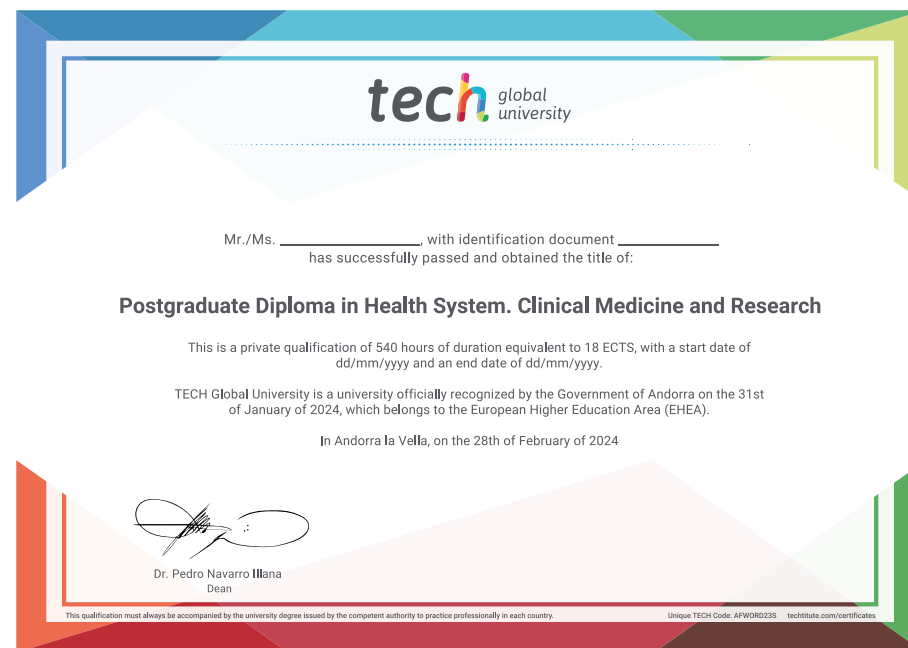 tech global
university
Mr./Ms. ____________, with identification document ____________
has successfully passed and obtained the title of:
Postgraduate Diploma in Health System. Clinical Medicine and Research
This is a private qualification of 540 hours of duration equivalent to 18 ECTS, with a start date of
dd/mm/yyyy and an end date of dd/mm/yyyy.
TECH Global University is a university officially recognized by the Government of Andorra on the 31st
of January of 2024, which belongs to the European Higher Education Area (EHEA).
In Andorra la Vella, on the 28th of February of 2024
Dr. Pedro Navarro Illana
Dean
This qualification must always be accompanied by the university degree issued by the competent authority to practice professionally in each country.
Unique TECH Code: AFWORD23S techtitute.com/certificates